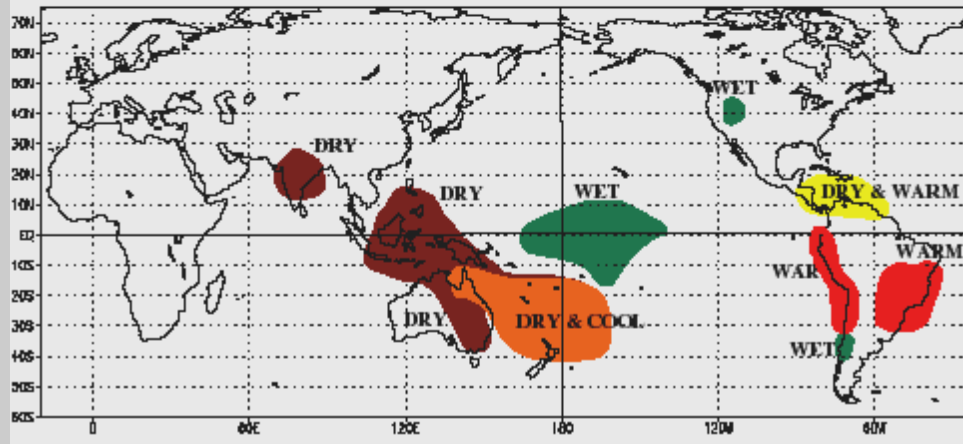 70N
60N
50N
WET
40N
30N
DRY
20N
DRY
WET
DRY & WARM
10N
EQ
WARM
10S
WAR
20S
DRY
DRY & COOL
30S
WET
40S
50S
60S
0
60E
120E
180
120W
60W